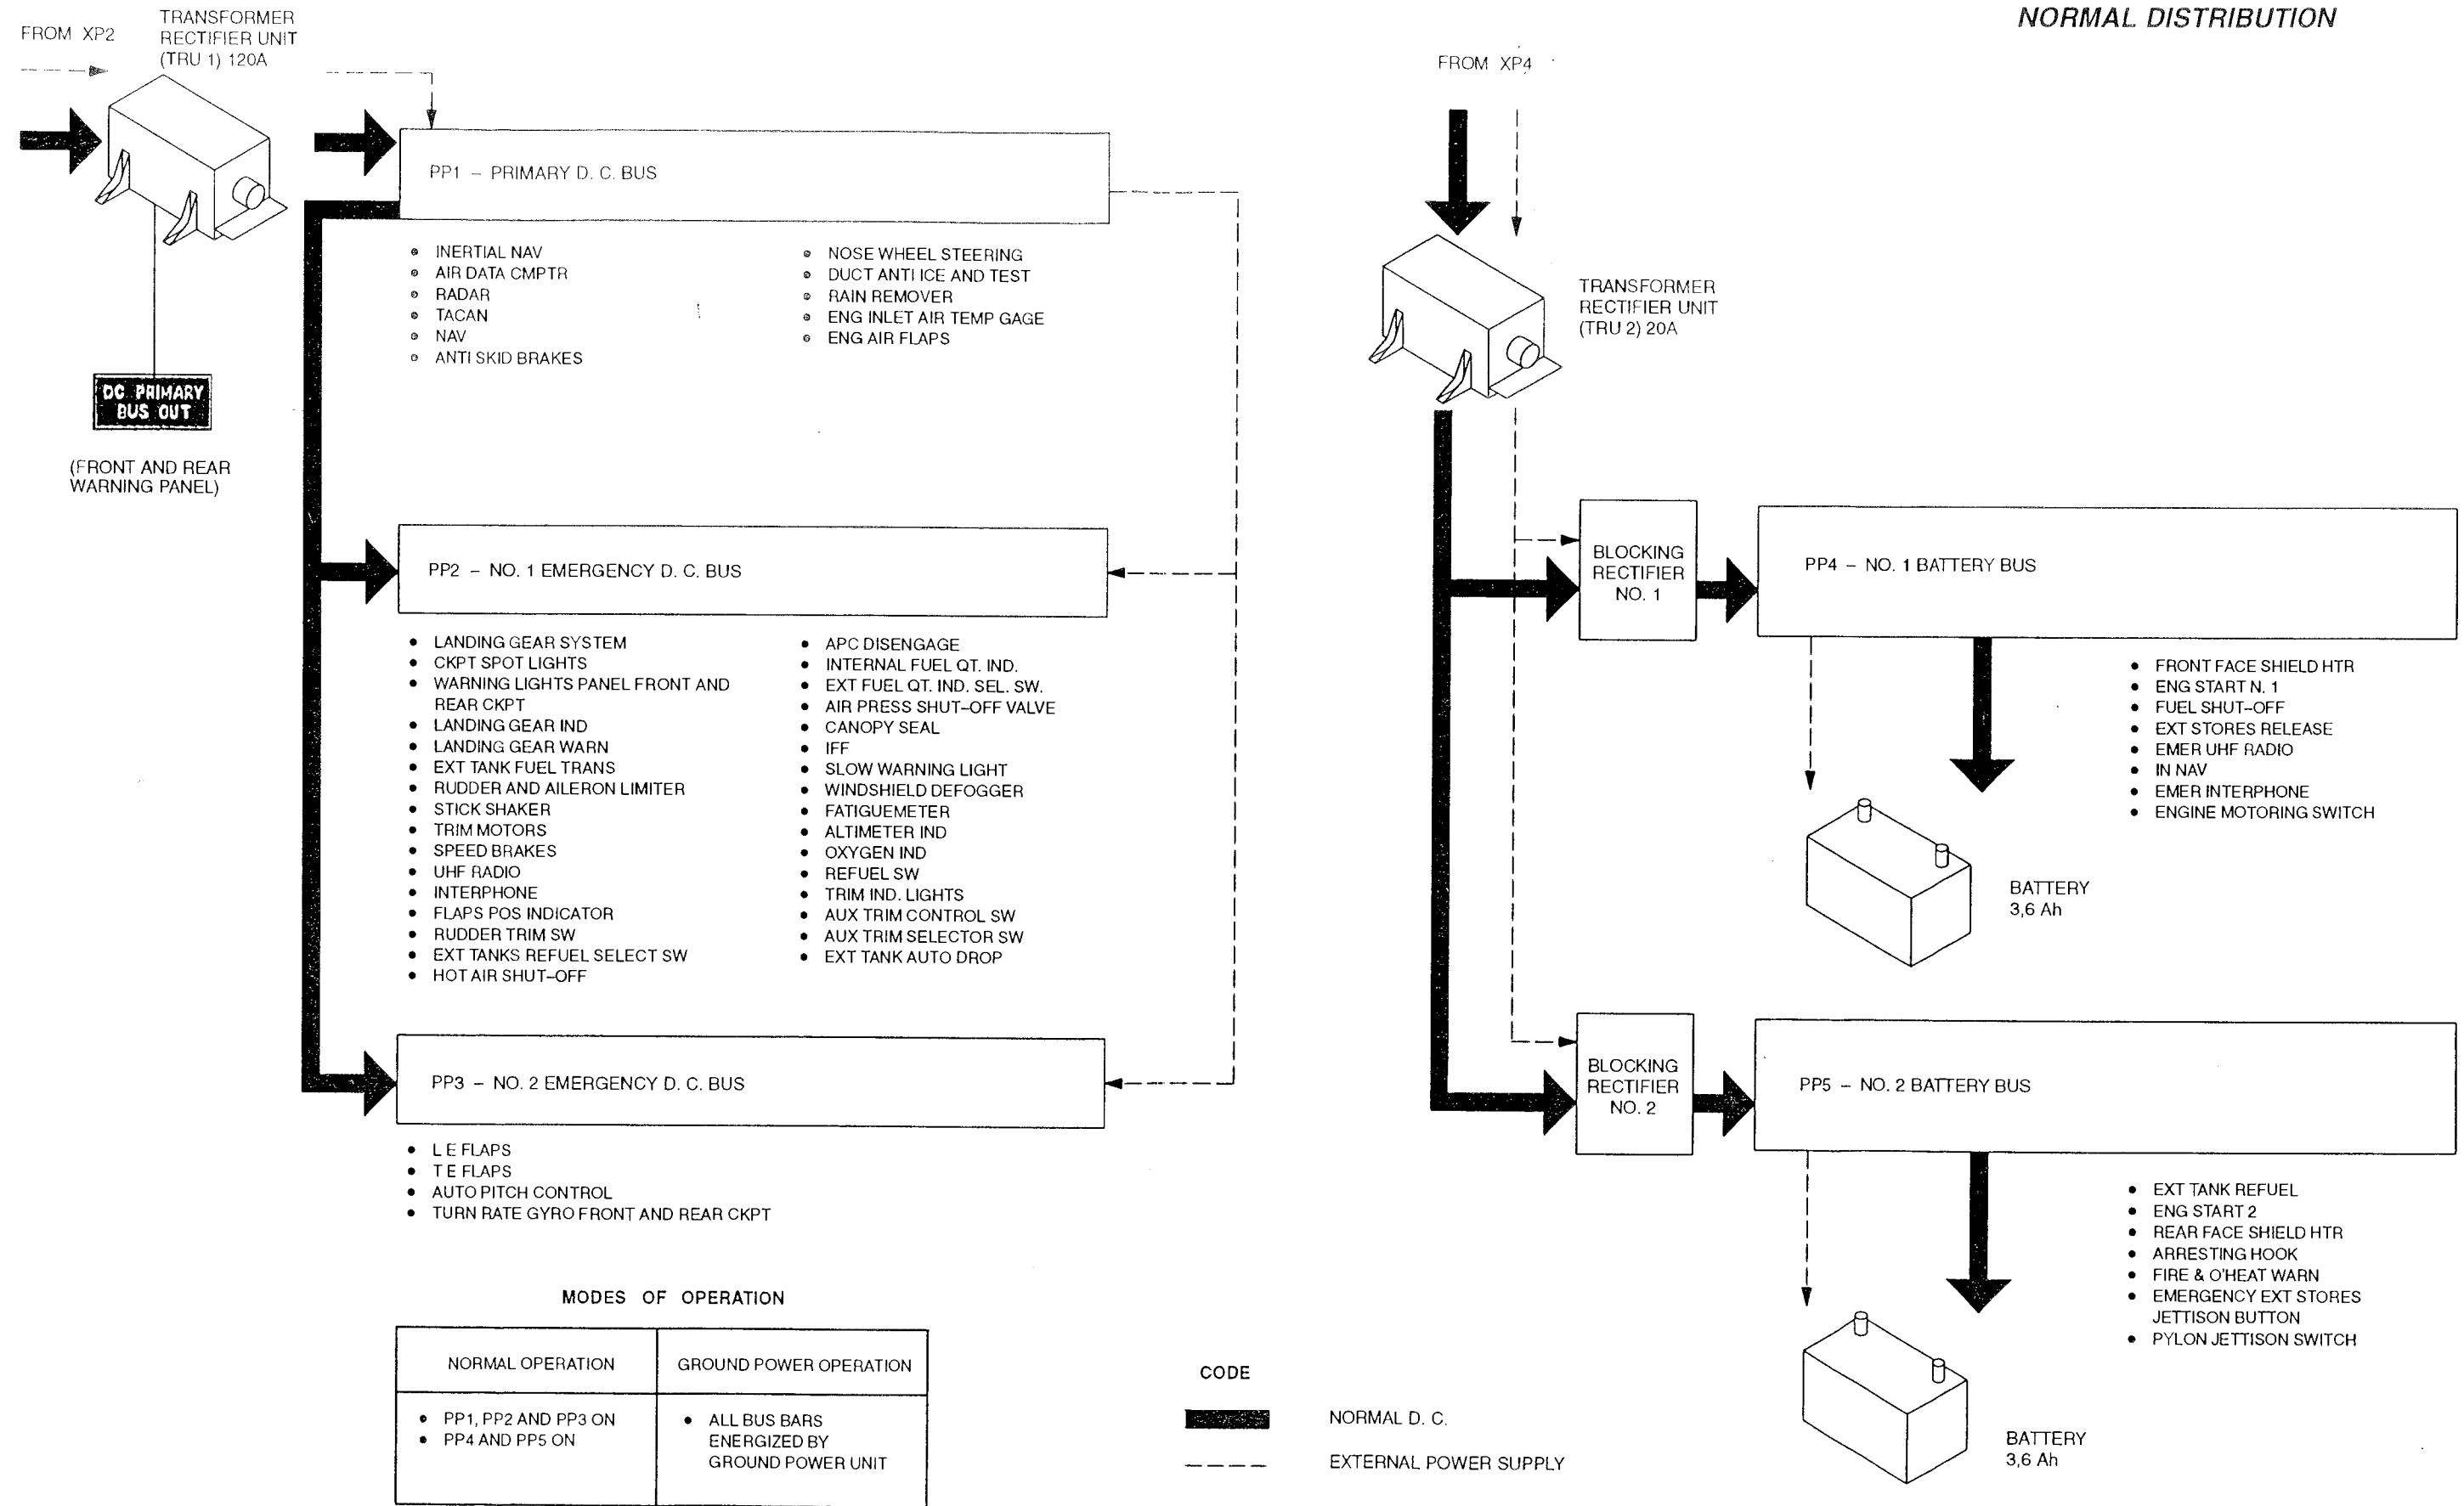 NORMAL DISTRIBUTION
FROM XP2
TRANSFORMER
RECTIFIER UNIT
(TRU 1) 120A
PP1 – PRIMARY D. C. BUS
INERTIAL NAV
AIR DATA CMPTR
RADAR
TACAN
NAV
ANTI SKID BRAKES
NOSE WHEEL STEERING
DUCT ANTI ICE AND TEST
RAIN REMOVER
ENG INLET AIR TEMP GAGE
ENG AIR FLAPS
DC PRIMARY
BUS OUT
(FRONT AND REAR
WARNING PANEL)
PP2 – NO. 1 EMERGENCY D. C. BUS
LANDING GEAR SYSTEM
CKPT SPOT LIGHTS
WARNING LIGHTS PANEL FRONT AND
REAR CKPT
LANDING GEAR IND
LANDING GEAR WARN
EXT TANK FUEL TRANS
RUDDER AND AILERON LIMITER
STICK SHAKER
TRIM MOTORS
SPEED BRAKES
UHF RADIO
INTERPHONE
FLAPS POS INDICATOR
RUDDER TRIM SW
EXT TANKS REFUEL SELECT SW
HOT AIR SHUT–OFF
APC DISENGAGE
INTERNAL FUEL QT. IND.
EXT FUEL QT. IND. SEL. SW.
AIR PRESS SHUT–OFF VALVE
CANOPY SEAL
IFF
SLOW WARNING LIGHT
WINDSHIELD DEFOGGER
FATIGUEMETER
ALTIMETER IND
OXYGEN IND
REFUEL SW
TRIM IND. LIGHTS
AUX TRIM CONTROL SW
AUX TRIM SELECTOR SW
EXT TANK AUTO DROP
PP3 – NO. 2 EMERGENCY D. C. BUS
L E FLAPS
T E FLAPS
AUTO PITCH CONTROL
TURN RATE GYRO FRONT AND REAR CKPT
FROM XP4
TRANSFORMER
RECTIFIER UNIT
(TRU 2) 20A
BLOCKING
RECTIFIER
NO. 1
PP4 – NO. 1 BATTERY BUS
FRONT FACE SHIELD HTR
ENG START N. 1
FUEL SHUT–OFF
EXT STORES RELEASE
EMER UHF RADIO
IN NAV
EMER INTERPHONE
ENGINE MOTORING SWITCH
BATTERY
3,6 Ah
BLOCKING
RECTIFIER
NO. 2
PP5 – NO. 2 BATTERY BUS
EXT TANK REFUEL
ENG START 2
REAR FACE SHIELD HTR
ARRESTING HOOK
FIRE & O'HEAT WARN
EMERGENCY EXT STORES
JETTISON BUTTON
PYLON JETTISON SWITCH
BATTERY
3,6 Ah
MODES OF OPERATION
NORMAL OPERATION
GROUND POWER OPERATION
PP1, PP2 AND PP3 ON
PP4 AND PP5 ON
ALL BUS BARS
ENERGIZED BY
GROUND POWER UNIT
CODE
NORMAL D. C.
EXTERNAL POWER SUPPLY